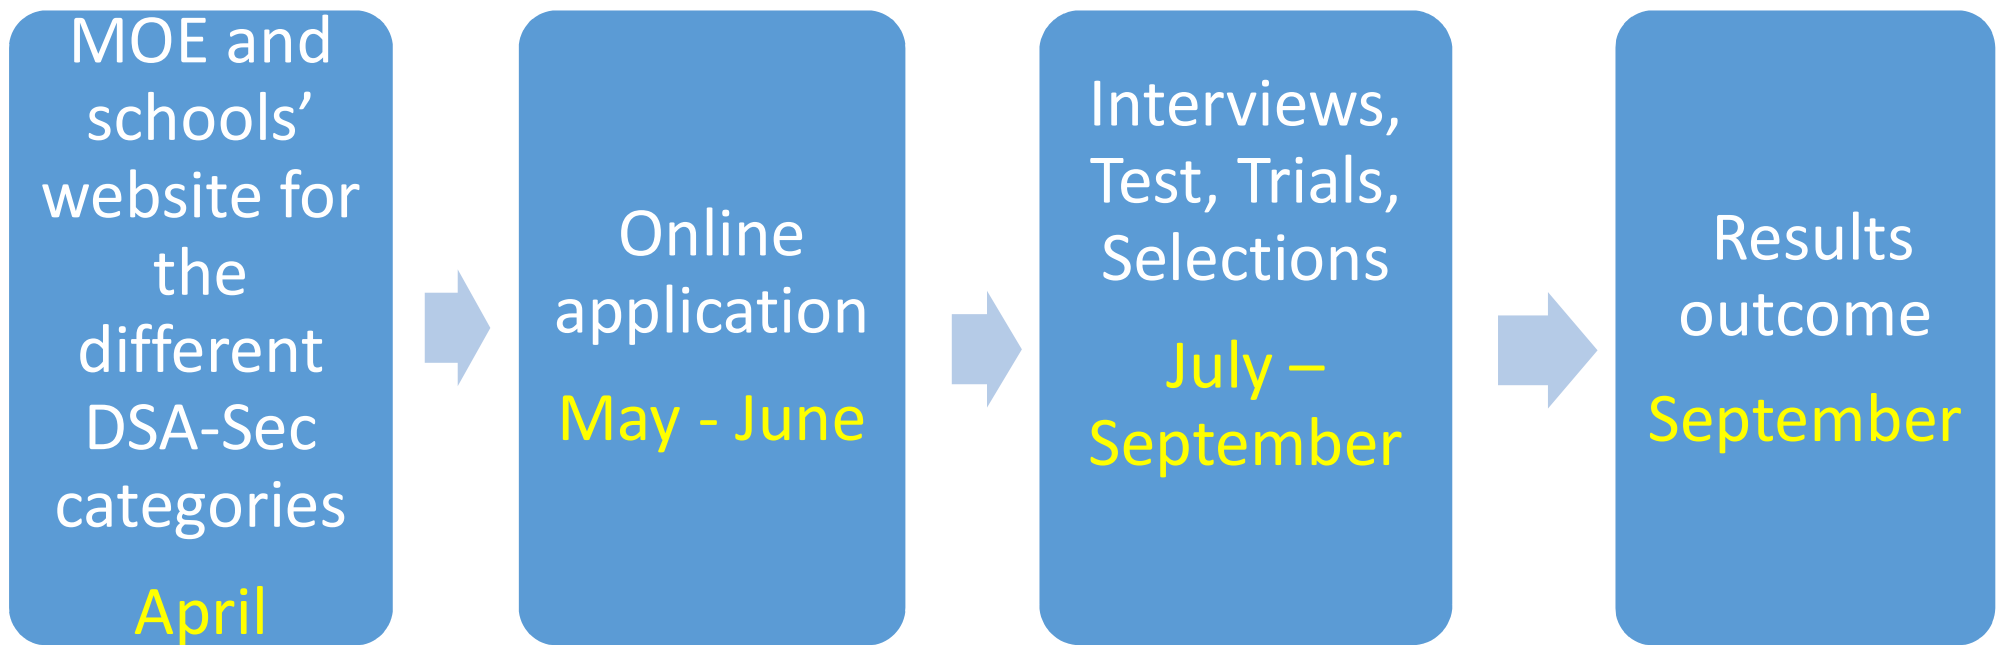 MOE and
schools’
website for
the
different
DSA-Sec
categories
April
Online
application
May - June
Interviews,
Test, Trials,
Selections
July –
September
Results
outcome
September